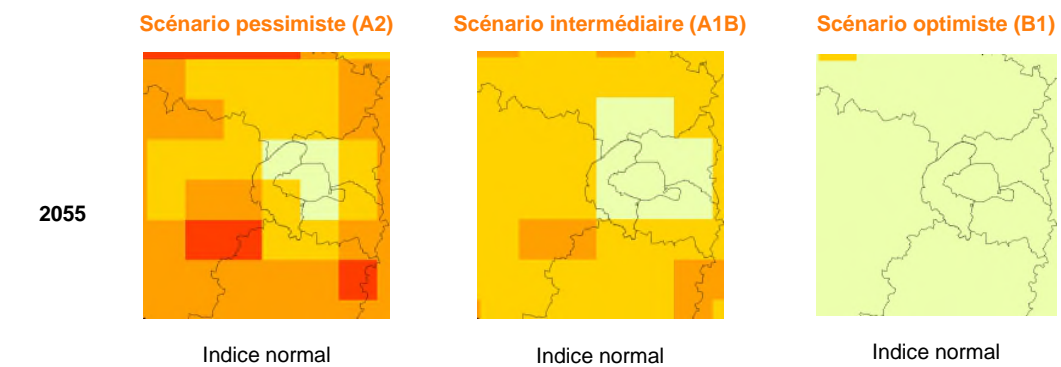 Scénario pessimiste (A2) Scénario intermédiaire (A1B) Scénario optimiste (B1)
2055
Indice normal Indice normal Indice normal